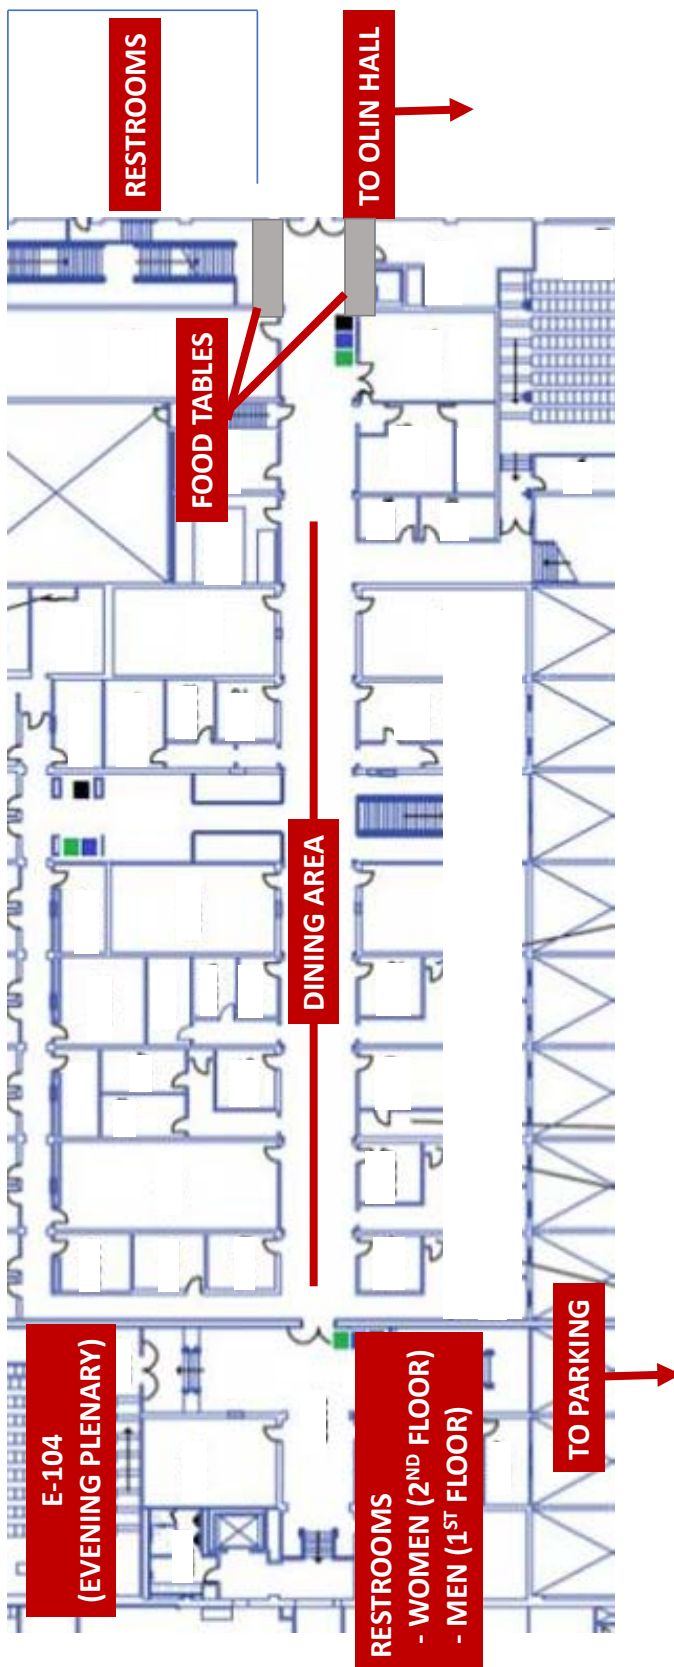 RESTROOMS
TO OLIN HALL
FOOD TABLES
DINING AREA
E-104
(EVENING PLENARY)
RESTROOMS
- WOMEN (2ND FLOOR)
- MEN (1ST FLOOR)
TO PARKING